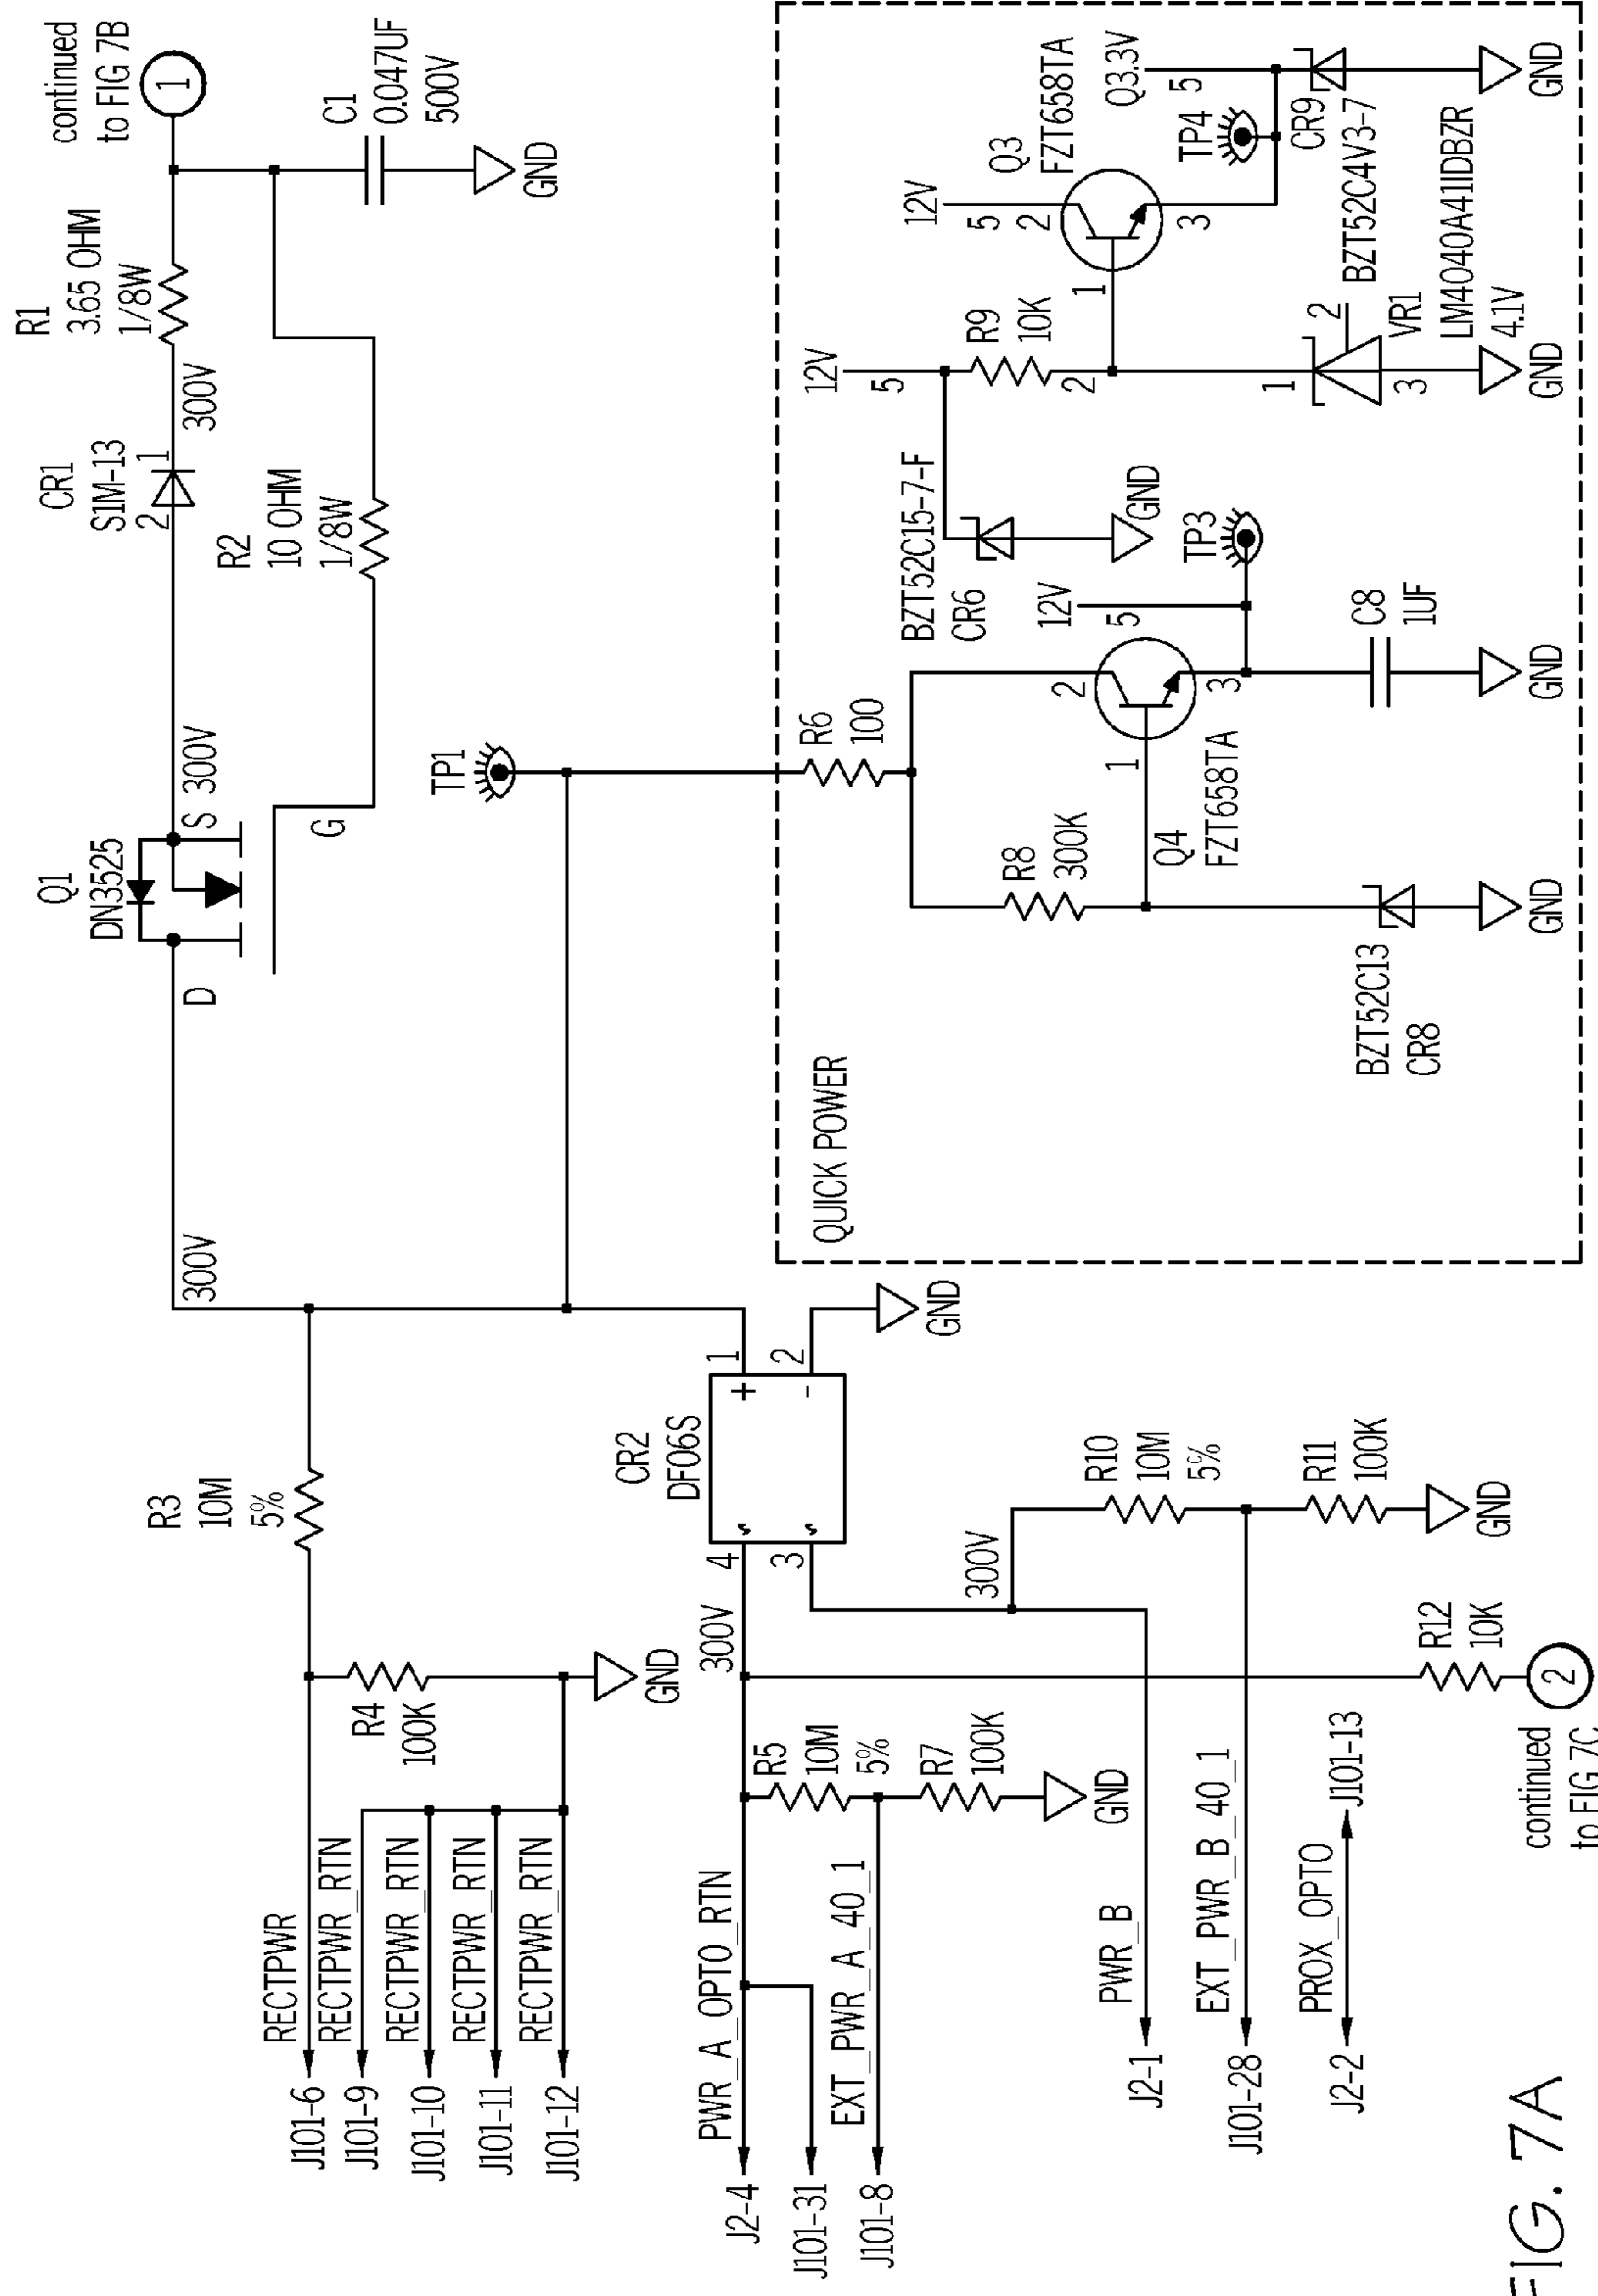 continued
to FIG 7B
1
R1
3.65 OHM
1/8W
C1
0.047UF
500V
GND
CR1
S1M-13
2
1
300V
R2
10 OHM
1/8W
Q1
DN3525
D
S
G
300V
300V
R3
10M
5%
R4
100K
GND
RECTPWR
J101-6
RECTPWR_RTN
J101-9
RECTPWR_RTN
J101-10
RECTPWR_RTN
J101-11
RECTPWR_RTN
J101-12
TP1
CR2
DF06S
+
-
1
2
4
3
GND
300V
PWR_A_OPTO_RTN
J2-4
J101-31
R5
10M
5%
R7
100K
GND
EXT_PWR_A_40_1
J101-8
300V
R10
10M
5%
R11
100K
GND
PWR_B
J2-1
EXT_PWR_B_40_1
J101-28
PROX_OPTO
J2-2
J101-13
R12
10K
2
continued
to FIG 7C
QUICK POWER
R6
100
R8
300K
Q4
FZT658TA
1
2
3
BZT52C13
CR8
GND
12V
5
TP3
C8
1UF
GND
BZT52C15-7-F
CR6
GND
12V
5
R9
10K
2
1
2
3
VR1
LM4040A41IDBZR
4.1V
GND
12V
5
Q3
FZT658TA
1
2
3
TP4
Q3.3V
5
CR9
BZT52C4V3-7
GND
FIG. 7A